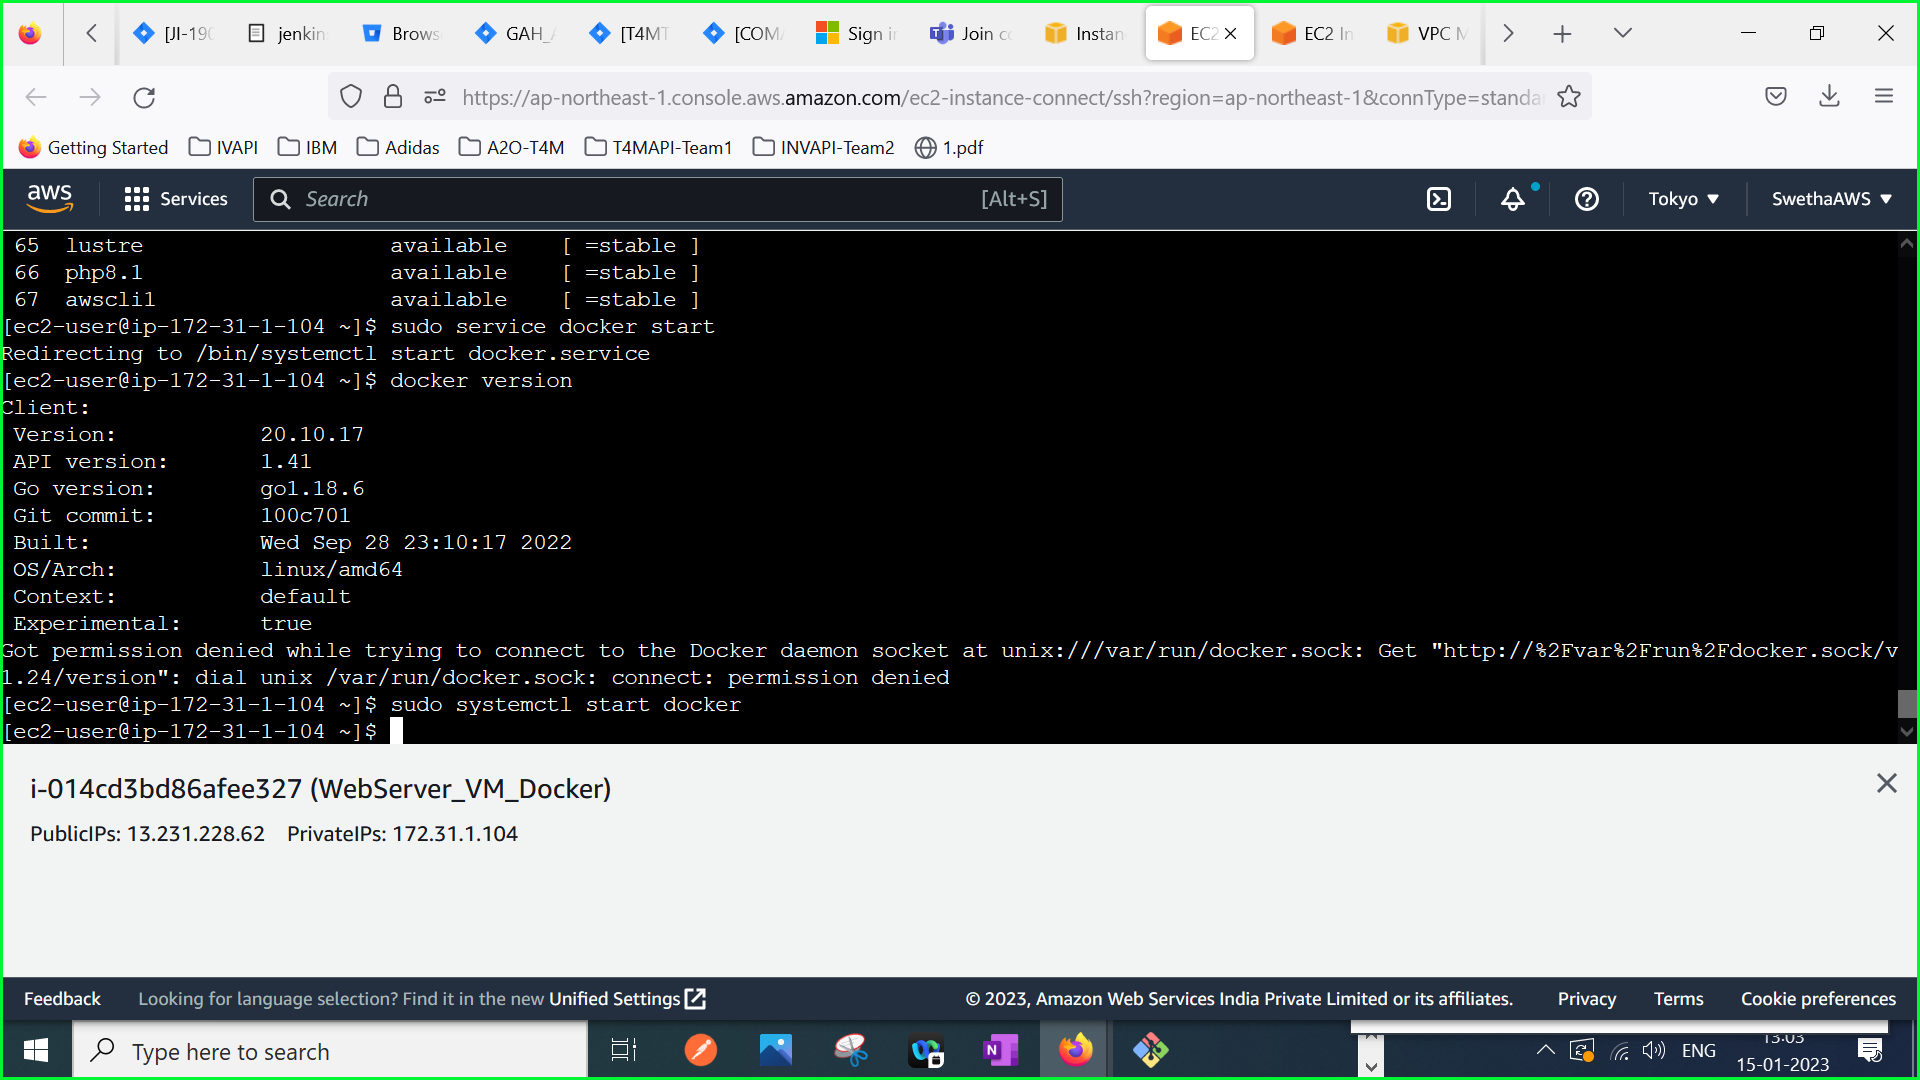 [JI-190
jenkin
Brows
GAH_A
[T4MT
[COMA
Sign in
Join co
Instan
EC2
EC2 In
VPC M
https://ap-northeast-1.console.aws.amazon.com/ec2-instance-connect/ssh?region=ap-northeast-1&connType=standa
Getting Started
IVAPI
IBM
Adidas
A2O-T4M
T4MAPI-Team1
INVAPI-Team2
1.pdf
aws
Services
Search
[Alt+S]
Tokyo
SwethaAWS
65 lustre available [ =stable ]
66 php8.1 available [ =stable ]
67 awscli1 available [ =stable ]
[ec2-user@ip-172-31-1-104 ~]$ sudo service docker start
Redirecting to /bin/systemctl start docker.service
[ec2-user@ip-172-31-1-104 ~]$ docker version
Client:
Version: 20.10.17
API version: 1.41
Go version: go1.18.6
Git commit: 100c701
Built: Wed Sep 28 23:10:17 2022
OS/Arch: linux/amd64
Context: default
Experimental: true
Got permission denied while trying to connect to the Docker daemon socket at unix:///var/run/docker.sock: Get "http://%2Fvar%2Frun%2Fdocker.sock/v
1.24/version": dial unix /var/run/docker.sock: connect: permission denied
[ec2-user@ip-172-31-1-104 ~]$ sudo systemctl start docker
[ec2-user@ip-172-31-1-104 ~]$
i-014cd3bd86afee327 (WebServer_VM_Docker)
PublicIPs: 13.231.228.62 PrivateIPs: 172.31.1.104
Feedback
Looking for language selection? Find it in the new Unified Settings
© 2023, Amazon Web Services India Private Limited or its affiliates.
Privacy
Terms
Cookie preferences
Type here to search
N
ENG
13:03
15-01-2023